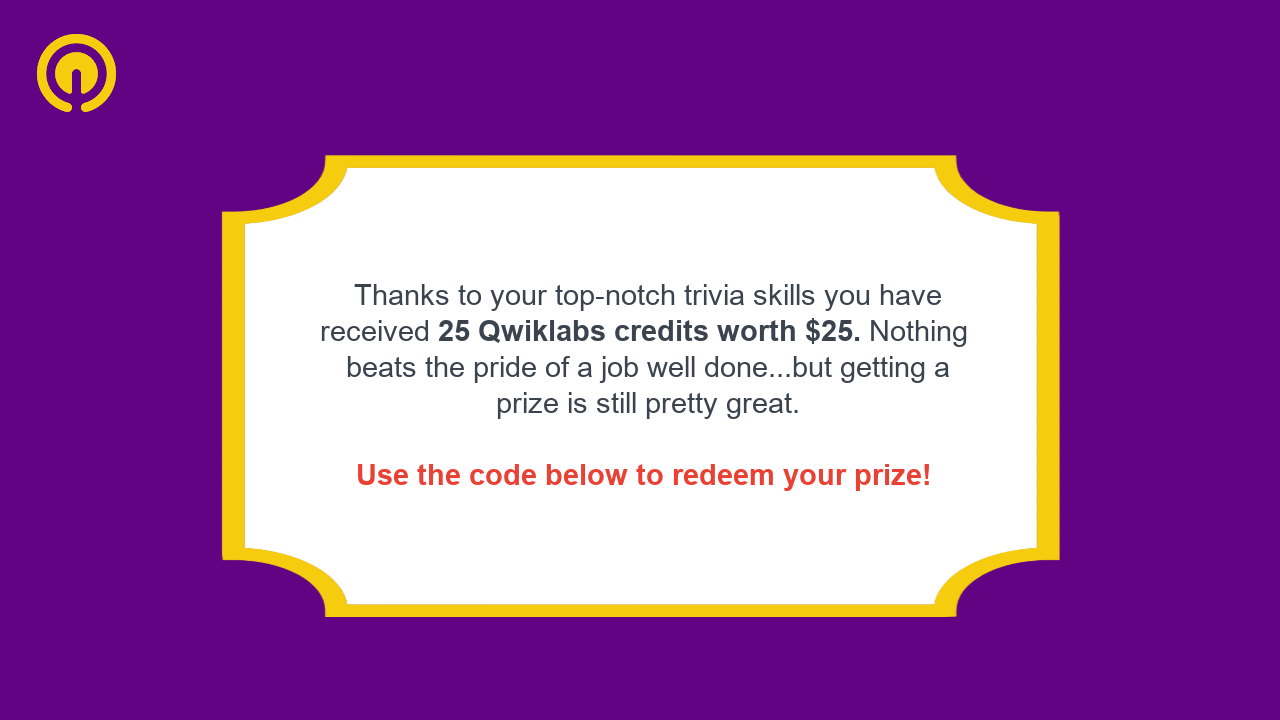 Thanks to your top-notch trivia skills you have
received 25 Qwiklabs credits worth $25. Nothing
beats the pride of a job well done...but getting a
prize is still pretty great.
Use the code below to redeem your prize!